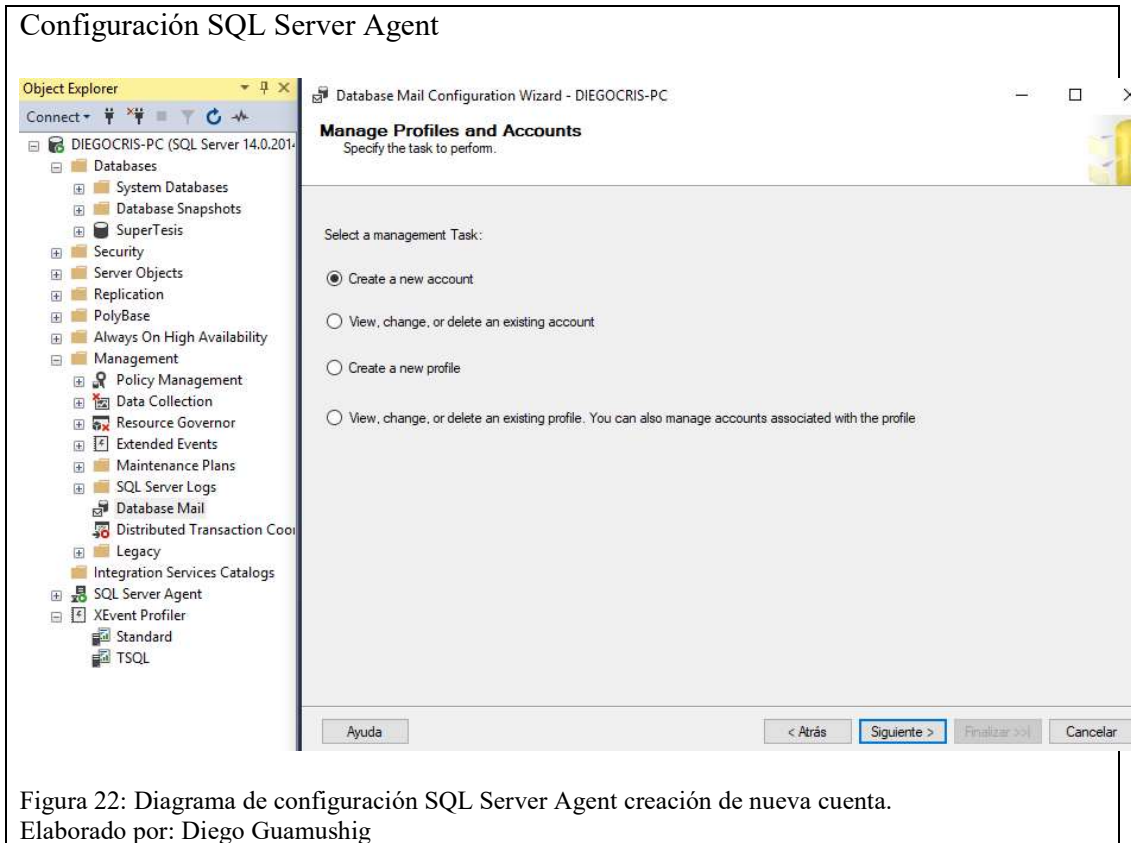 Configuración SQL Server Agent
Object Explorer
Connect
DIEGOCRIS-PC (SQL Server 14.0.201
Databases
System Databases
Database Snapshots
SuperTesis
Security
Server Objects
Replication
PolyBase
Always On High Availability
Management
Policy Management
Data Collection
Resource Governor
Extended Events
Maintenance Plans
SQL Server Logs
Database Mail
Distributed Transaction Coor
Legacy
Integration Services Catalogs
SQL Server Agent
XEvent Profiler
Standard
TSQL
Database Mail Configuration Wizard - DIEGOCRIS-PC
Manage Profiles and Accounts
Specify the task to perform.
Select a management Task:
Create a new account
View, change, or delete an existing account
Create a new profile
View, change, or delete an existing profile. You can also manage accounts associated with the profile
Ayuda
< Atrás
Siguiente >
Finalizar >>|
Cancelar
Figura 22: Diagrama de configuración SQL Server Agent creación de nueva cuenta.
Elaborado por: Diego Guamushig